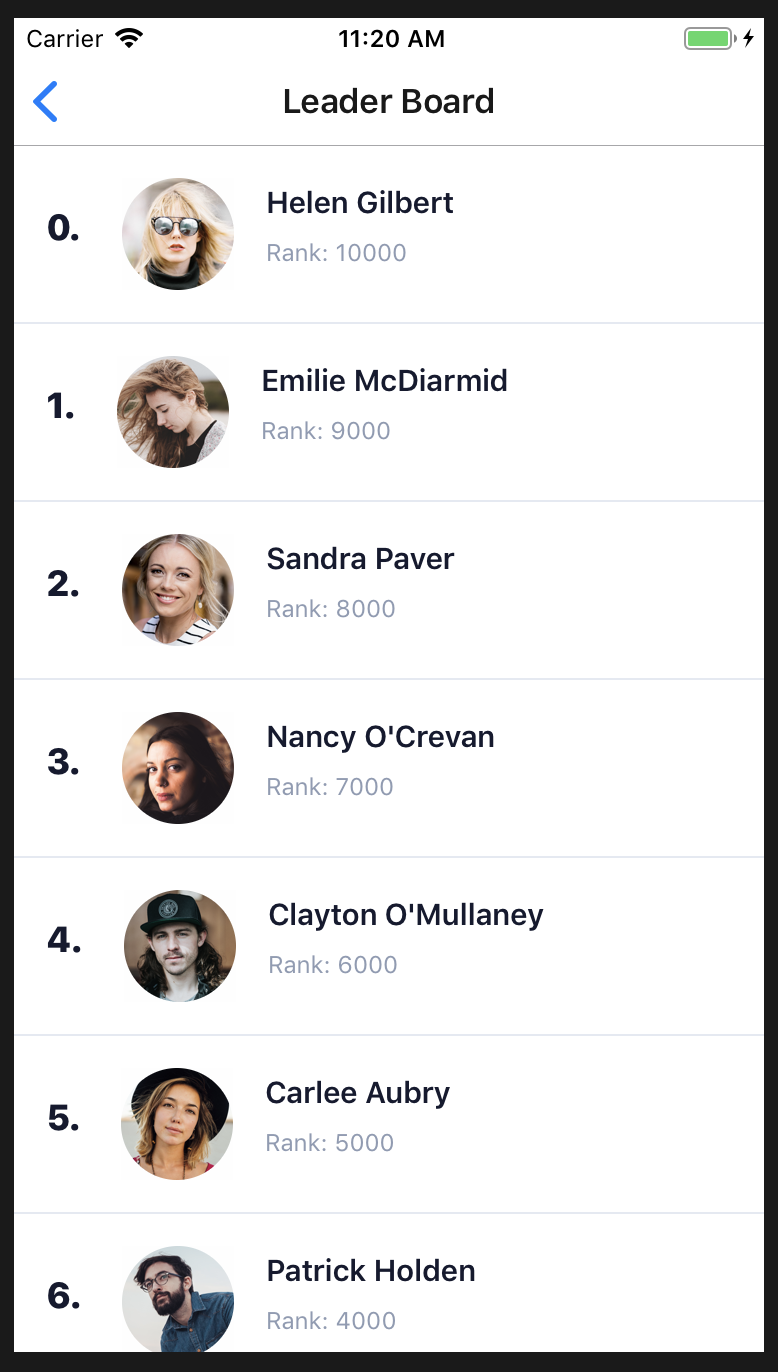 Carrier 11:20 AM
Leader Board
0. Helen Gilbert
Rank: 10000
1. Emilie McDiarmid
Rank: 9000
2. Sandra Paver
Rank: 8000
3. Nancy O'Crevan
Rank: 7000
4. Clayton O'Mullaney
Rank: 6000
5. Carlee Aubry
Rank: 5000
6. Patrick Holden
Rank: 4000